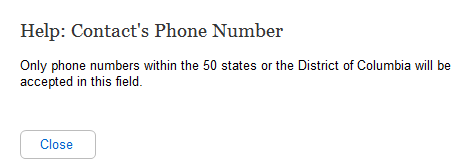 Help: Contact's Phone Number
Only phone numbers within the 50 states or the District of Columbia will be
accepted in this field.
Close